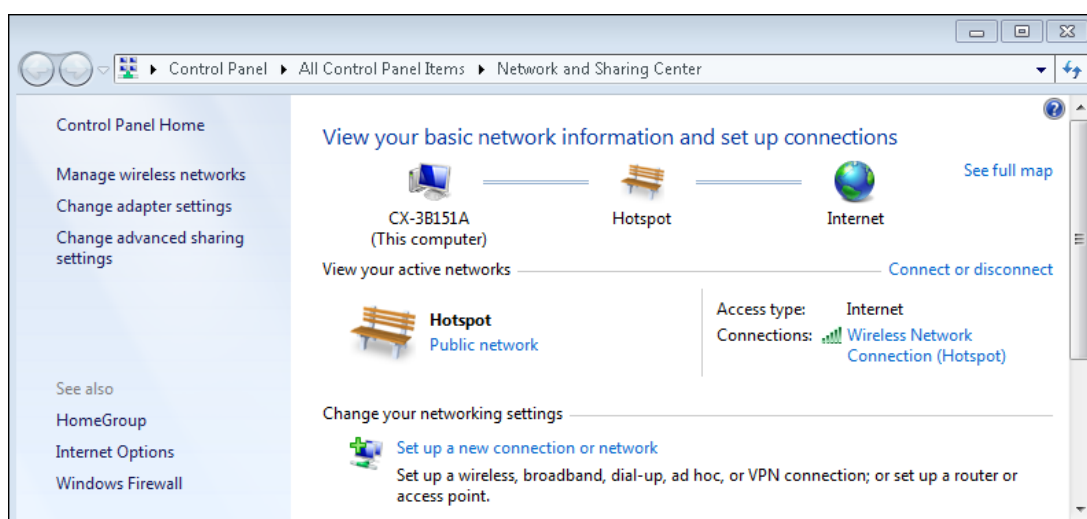 Control Panel ▸ All Control Panel Items ▸ Network and Sharing Center
Control Panel Home
Manage wireless networks
Change adapter settings
Change advanced sharing
settings
See also
HomeGroup
Internet Options
Windows Firewall
View your basic network information and set up connections
See full map
CX-3B151A
(This computer)
Hotspot
Internet
View your active networks
Connect or disconnect
Hotspot
Public network
Access type: Internet
Connections: Wireless Network
Connection (Hotspot)
Change your networking settings
Set up a new connection or network
Set up a wireless, broadband, dial-up, ad hoc, or VPN connection; or set up a router or
access point.